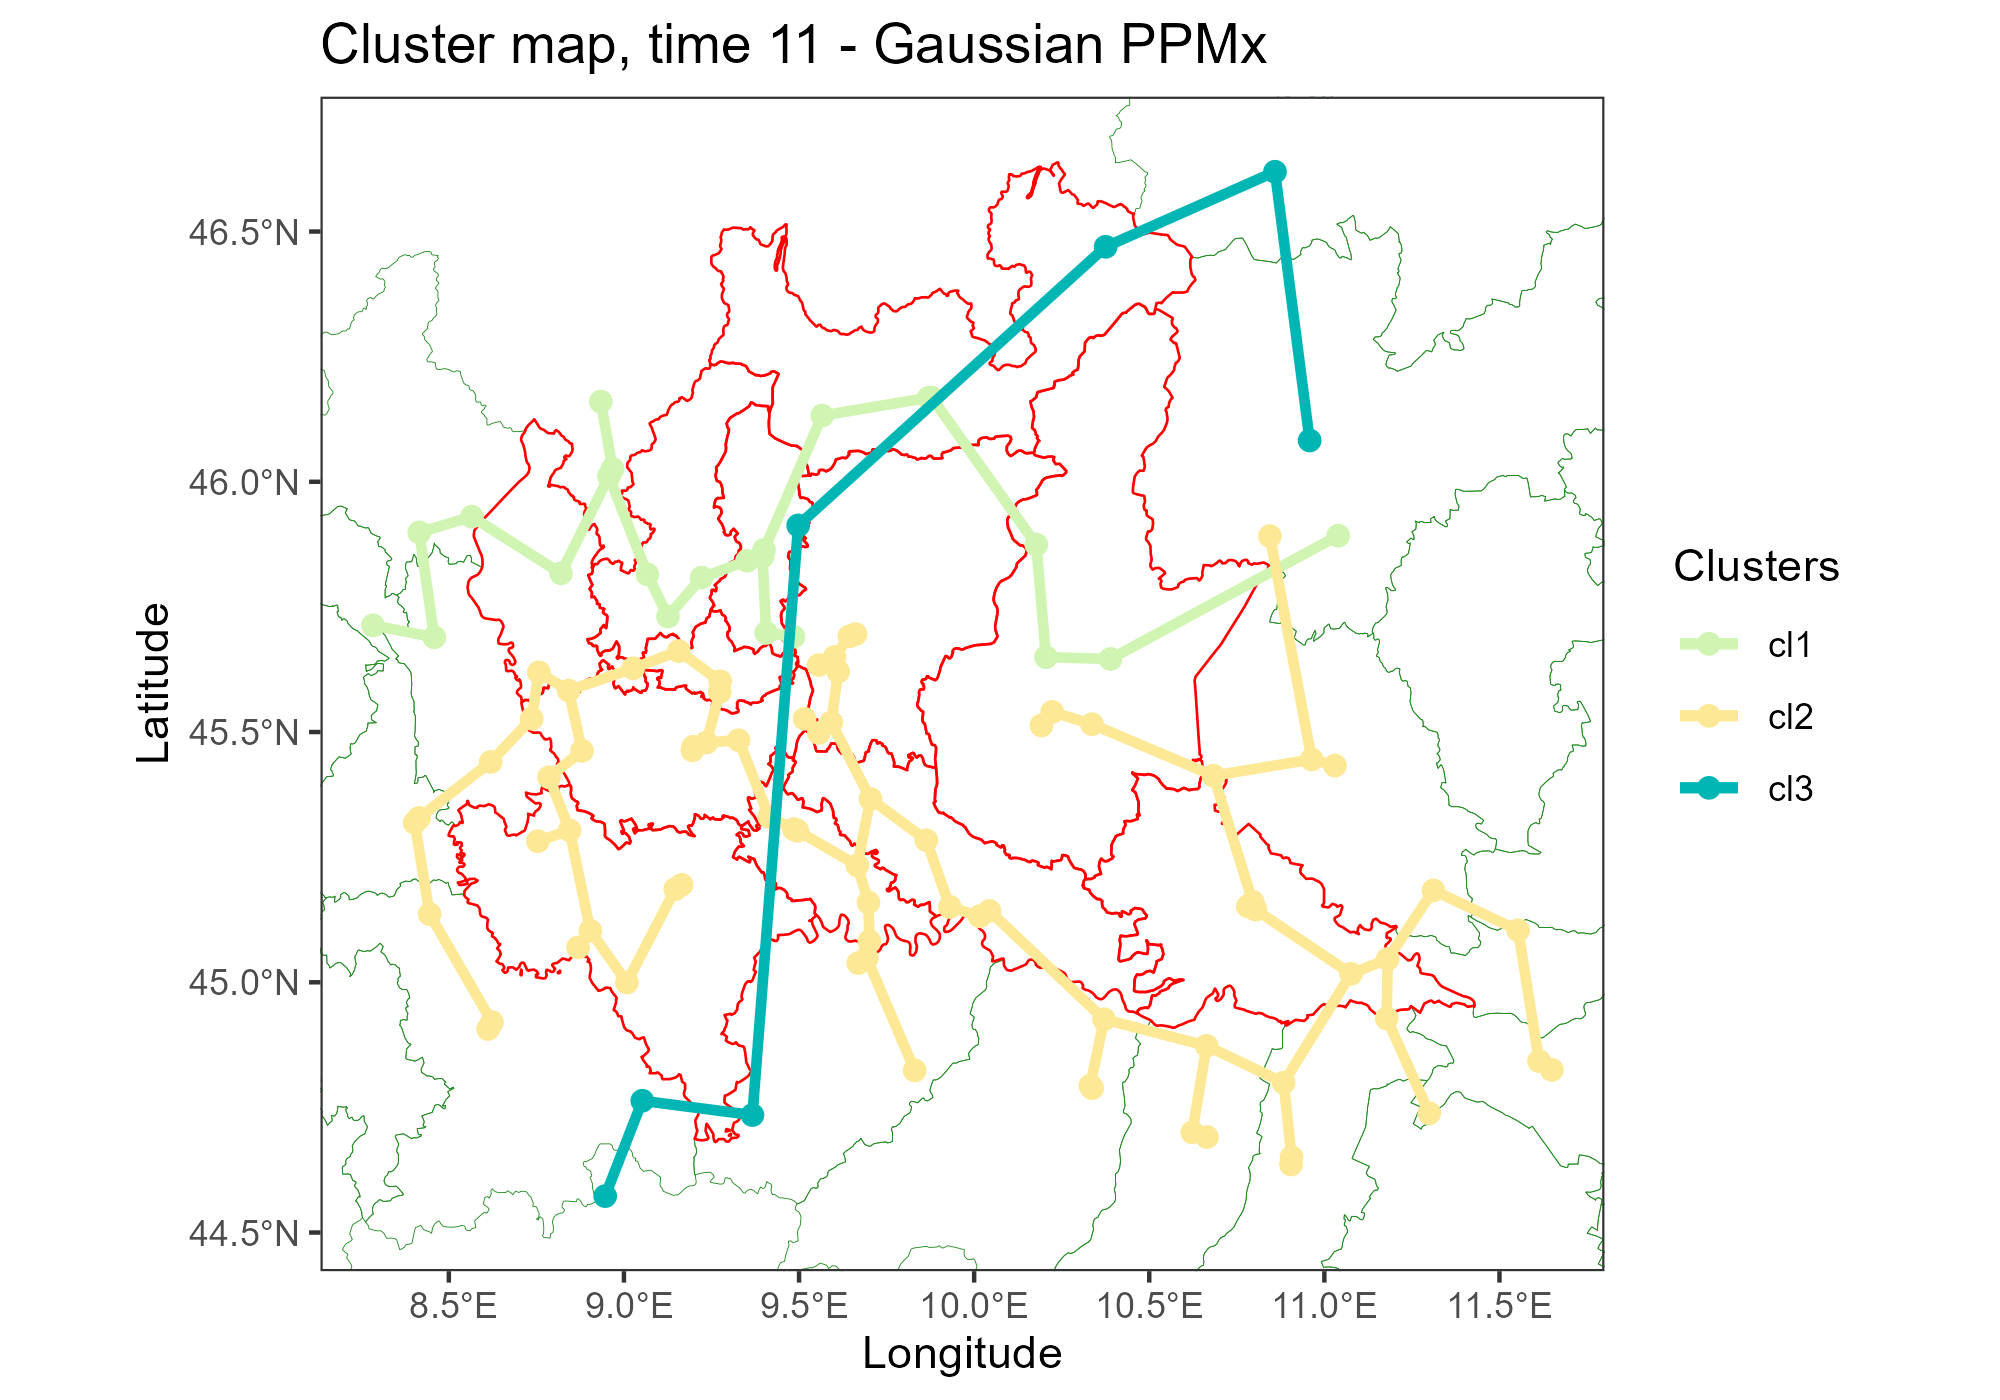 Cluster map, time 11 - Gaussian PPMx
46.5°N
46.0°N
45.5°N
45.0°N
44.5°N
Latitude
8.5°E
9.0°E
9.5°E
10.0°E
10.5°E
11.0°E
11.5°E
Longitude
Clusters
cl1
cl2
cl3